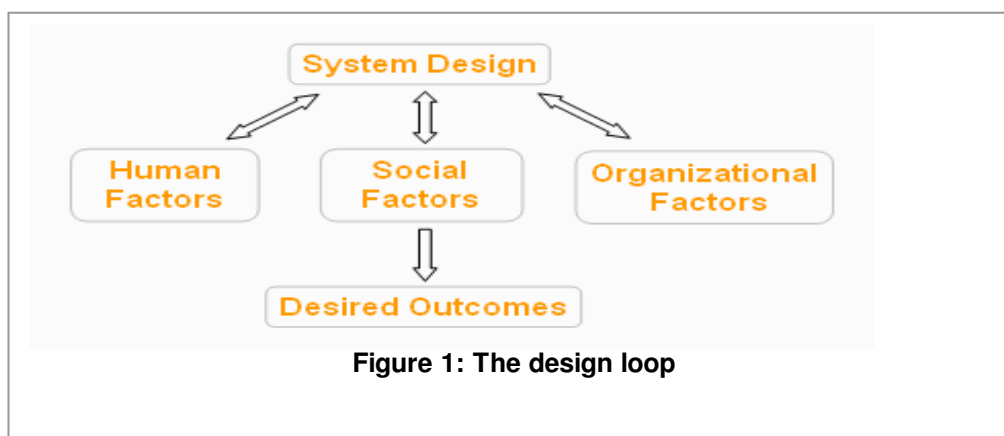 System Design
Human
Factors
Social
Factors
Organizational
Factors
Desired Outcomes
Figure 1: The design loop